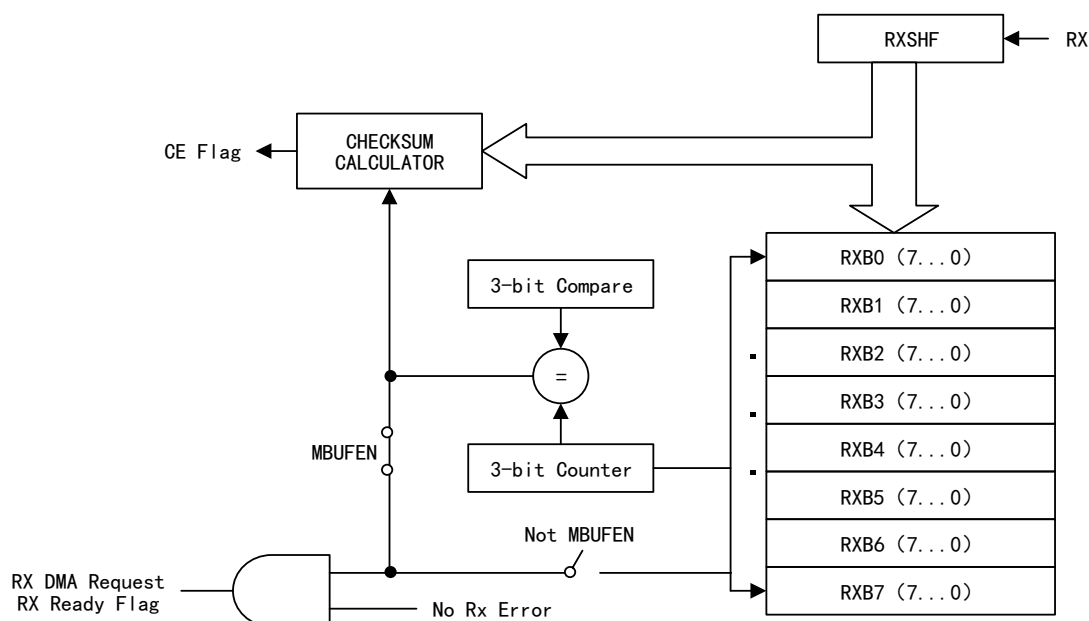 RXSHF
RX
CHECKSUM
CALCULATOR
CE Flag
RXB0 (7...0)
3-bit Compare
RXB1 (7...0)
RXB2 (7...0)
=
RXB3 (7...0)
MBUFEN
RXB4 (7...0)
3-bit Counter
RXB5 (7...0)
Not MBUFEN
RXB6 (7...0)
RX DMA Request
RX Ready Flag
RXB7 (7...0)
No Rx Error